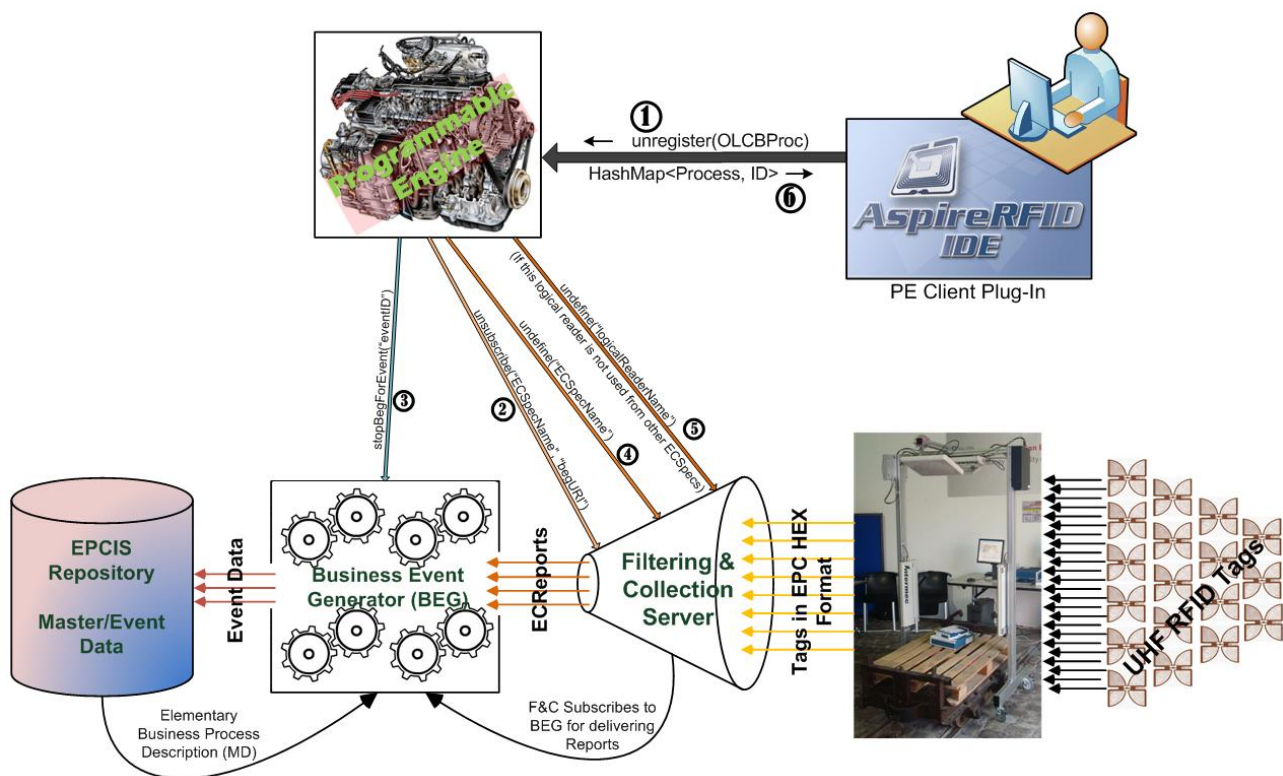 Programmable
Engine
①
unregister(OLCBProc)
HashMap<Process, ID>
⑥
AspireRFID
IDE
PE Client Plug-In
stopBegForEvent("eventID")
③
unsubscribe("ECSpecName", "begURI")
②
undefine("ECSpecName")
④
undefine("logicalReaderName")
(If this logical reader is not used from other ECSpecs)
⑤
EPCIS
Repository
Master/Event
Data
Event Data
Business Event
Generator (BEG)
ECReports
Filtering &
Collection
Server
Tags in EPC HEX
Format
UHF RFID Tags
Elementary
Business Process
Description (MD)
F&C Subscribes to
BEG for delivering
Reports